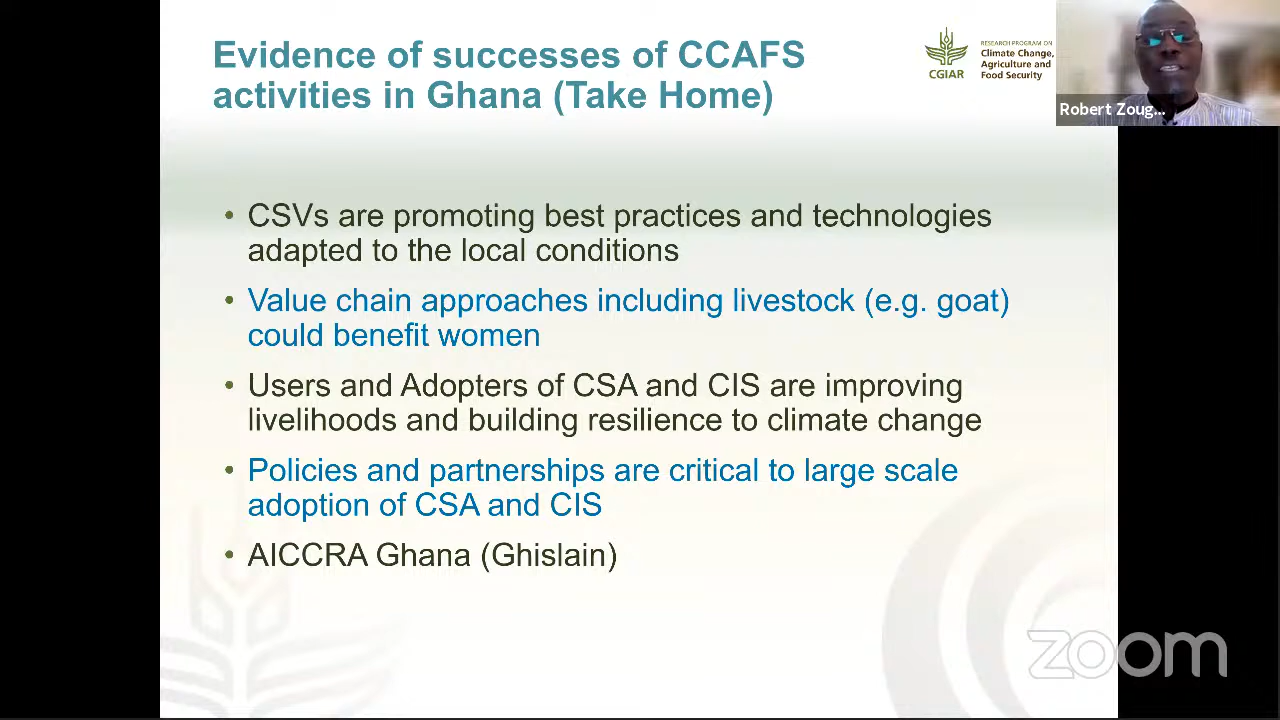 Evidence of successes of CCAFS
activities in Ghana (Take Home)
CGIAR
RESEARCH PROGRAM ON
Climate Change,
Agriculture and
Food Security
Robert Zoug...
• CSVs are promoting best practices and technologies
adapted to the local conditions
• Value chain approaches including livestock (e.g. goat)
could benefit women
• Users and Adopters of CSA and CIS are improving
livelihoods and building resilience to climate change
• Policies and partnerships are critical to large scale
adoption of CSA and CIS
• AICCRA Ghana (Ghislain)
zoom